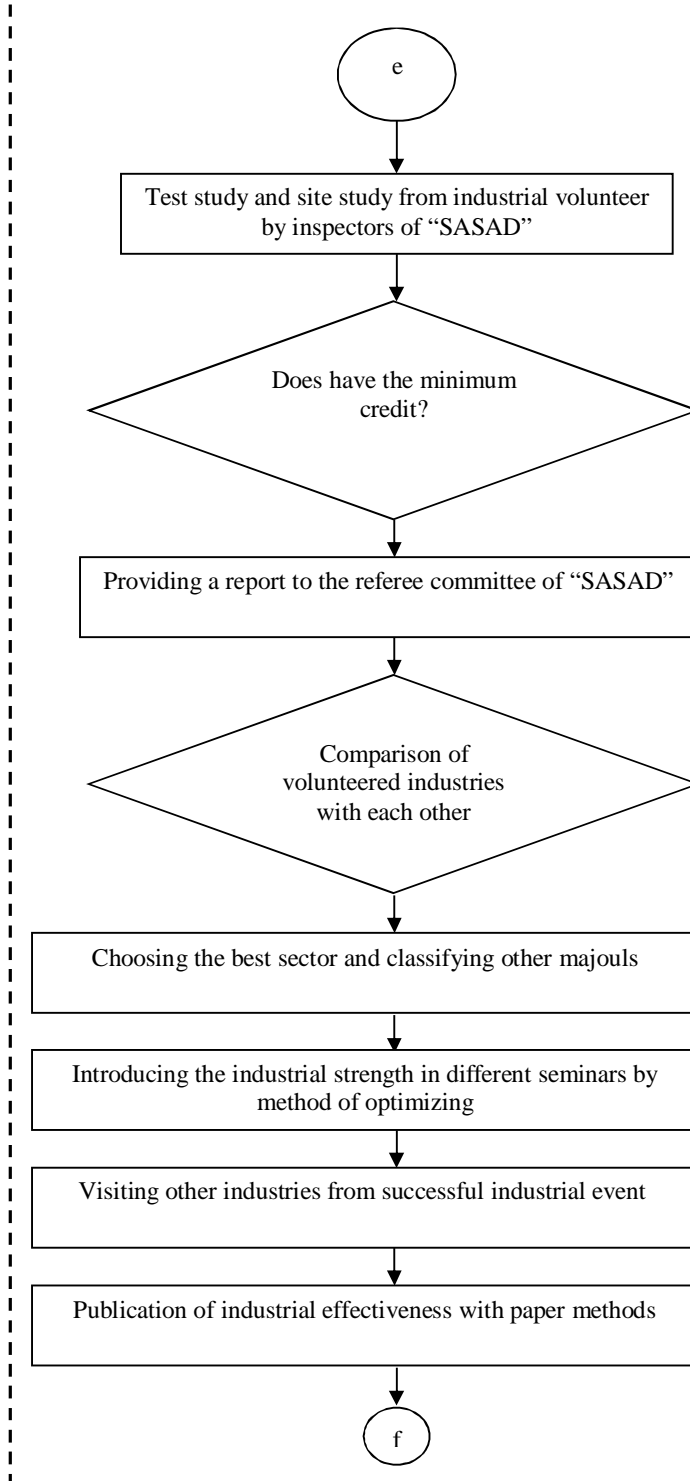 e
Test study and site study from industrial volunteer
by inspectors of “SASAD”
Does have the minimum
credit?
Providing a report to the referee committee of “SASAD”
Comparison of
volunteered industries
with each other
Choosing the best sector and classifying other majouls
Introducing the industrial strength in different seminars by
method of optimizing
Visiting other industries from successful industrial event
Publication of industrial effectiveness with paper methods
f